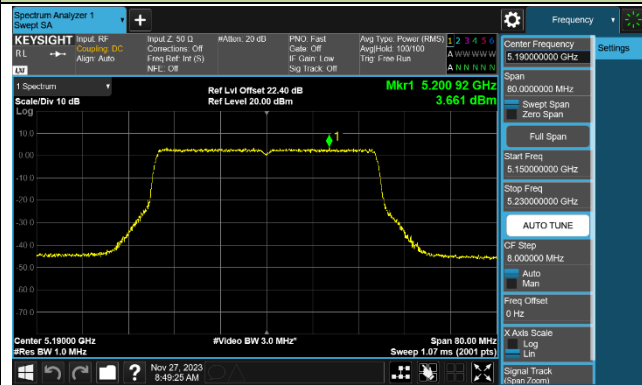 Spectrum Analyzer 1
Swept SA
Frequency
KEYSIGHT
RL
LXI
Input: RF
Coupling: DC
Align: Auto
Input Z: 50 Ω
Corrections: Off
Freq Ref: Int (S)
NFE: Off
#Atten: 20 dB
PNO: Fast
Gate: Off
IF Gain: Low
Sig Track: Off
Avg Type: Power (RMS)
Avg|Hold: 100/100
Trig: Free Run
1 2 3 4 5 6
A W W W W W
A N N N N N
1 Spectrum
Scale/Div 10 dB
Log
Ref Lvl Offset 22.40 dB
Ref Level 20.00 dBm
Mkr1 5.200 92 GHz
3.661 dBm
1
10.0
0.00
-10.0
-20.0
-30.0
-40.0
-50.0
-60.0
-70.0
Center 5.19000 GHz
#Res BW 1.0 MHz
#Video BW 3.0 MHz*
Span 80.00 MHz
Sweep 1.07 ms (2001 pts)
Nov 27, 2023
8:49:25 AM
?
Center Frequency
5.190000000 GHz
Settings
Span
80.0000000 MHz
Swept Span
Zero Span
Full Span
Start Freq
5.150000000 GHz
Stop Freq
5.230000000 GHz
AUTO TUNE
CF Step
8.000000 MHz
Auto
Man
Freq Offset
0 Hz
X Axis Scale
Log
Lin
Signal Track
(Span Zoom)